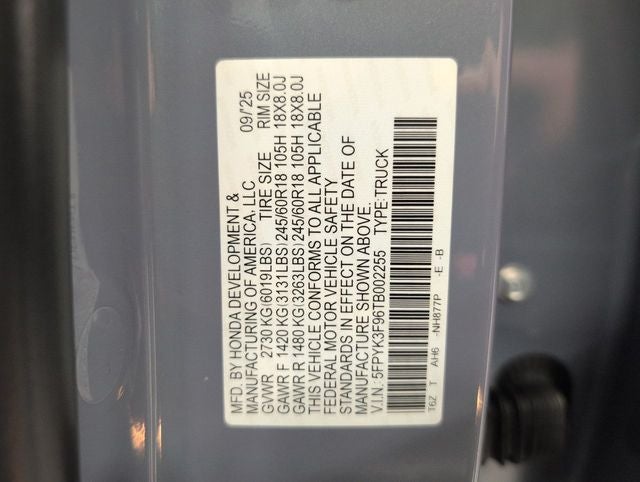 MFD. BY HONDA DEVELOPMENT &
MANUFACTURING OF AMERICA, LLC 09/'25
GVWR 2730 KG(6019LBS) TIRE SIZE RIM SIZE
GAWR F 1420 KG(3131LBS)245/60R18 105H 18X8.0J
GAWR R 1480 KG(3263LBS)245/60R18 105H 18X8.0J
THIS VEHICLE CONFORMS TO ALL APPLICABLE
FEDERAL MOTOR VEHICLE SAFETY
STANDARDS IN EFFECT ON THE DATE OF
MANUFACTURE SHOWN ABOVE.
V.I.N.: 5FPYK3F96TB002255 TYPE:TRUCK
T6Z T AH6 -NH877P -E -B